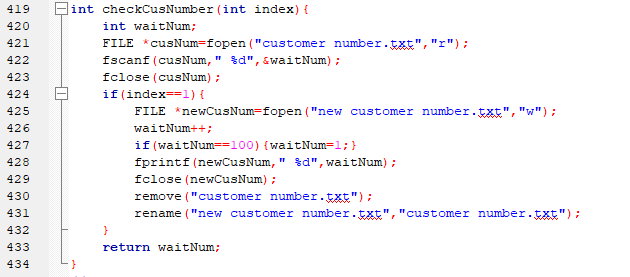 419 int checkCusNumber(int index){
420 int waitNum;
421 FILE *cusNum=fopen("customer number.txt","r");
422 fscanf(cusNum," %d",&waitNum);
423 fclose(cusNum);
424 if(index==1){
425 FILE *newCusNum=fopen("new customer number.txt","w");
426 waitNum++;
427 if(waitNum==100){waitNum=1;}
428 fprintf(newCusNum," %d",waitNum);
429 fclose(newCusNum);
430 remove("customer number.txt");
431 rename("new customer number.txt","customer number.txt");
432 }
433 return waitNum;
434 }